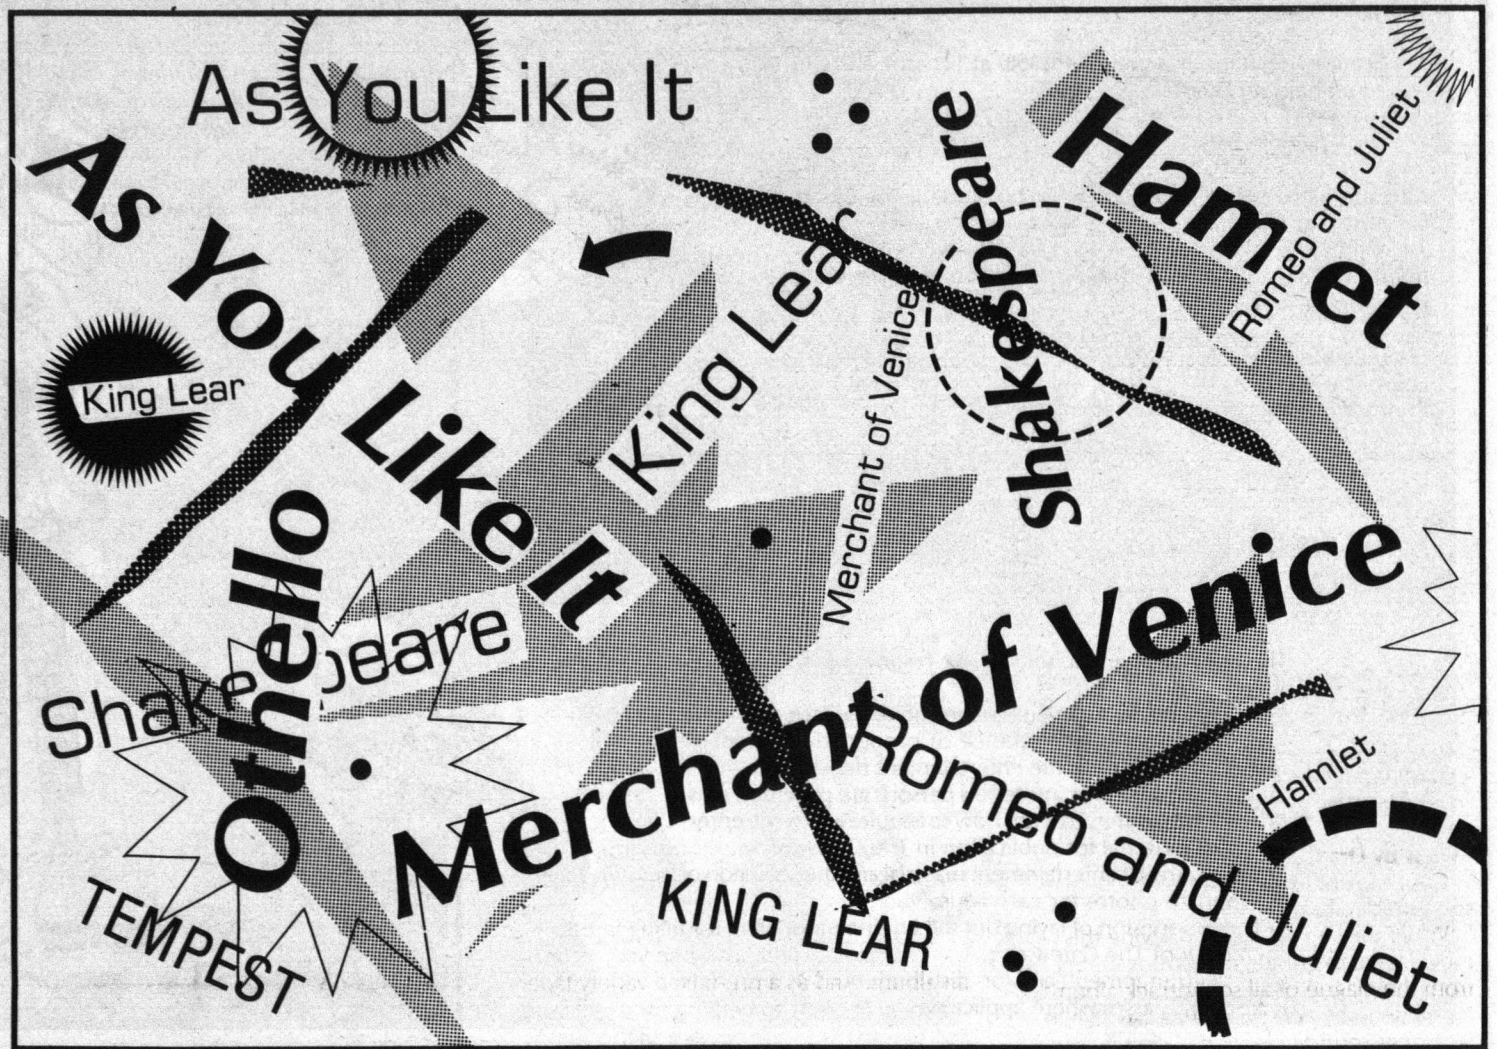 As You Like It
As You Like It
Shakespeare
Hamlet
Romeo and Juliet
King Lear
King Lear
Merchant of Venice
Othello
Shakespeare
Merchant of Venice
Romeo and Juliet
Hamlet
KING LEAR
TEMPEST